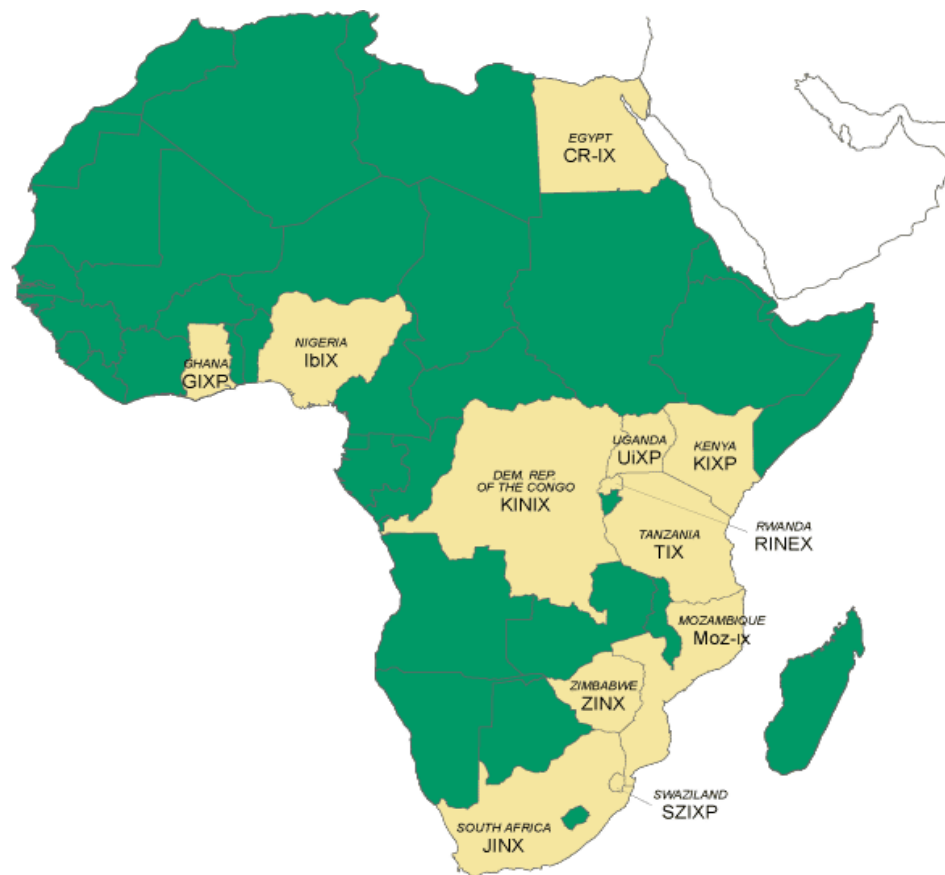 EGYPT
CR-IX
NIGERIA
IbIX
GHANA
GIXP
UGANDA
UiXP
KENYA
KIXP
DEM. REP.
OF THE CONGO
KINIX
RWANDA
RINEX
TANZANIA
TIX
MOZAMBIQUE
Moz-ix
ZIMBABWE
ZINX
SWAZILAND
SZIXP
SOUTH AFRICA
JINX